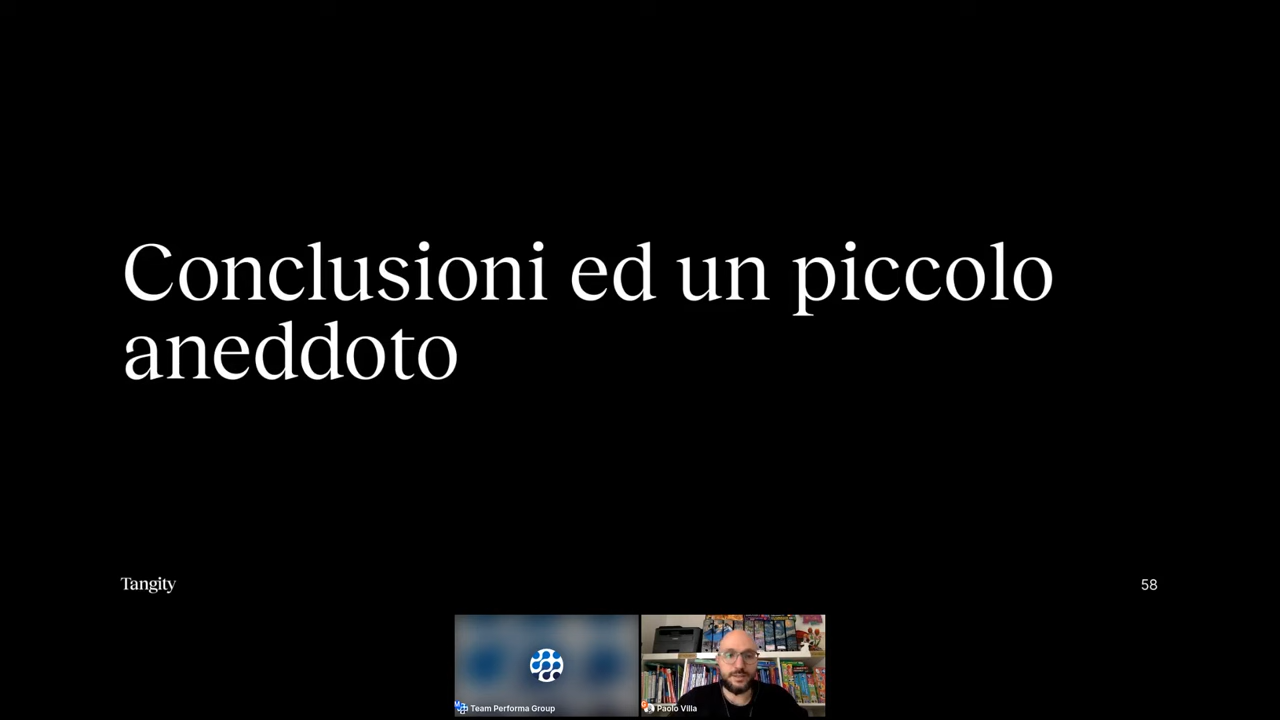 Conclusioni ed un piccolo
aneddoto
Tangity
58
Team Performa Group
Paolo Villa